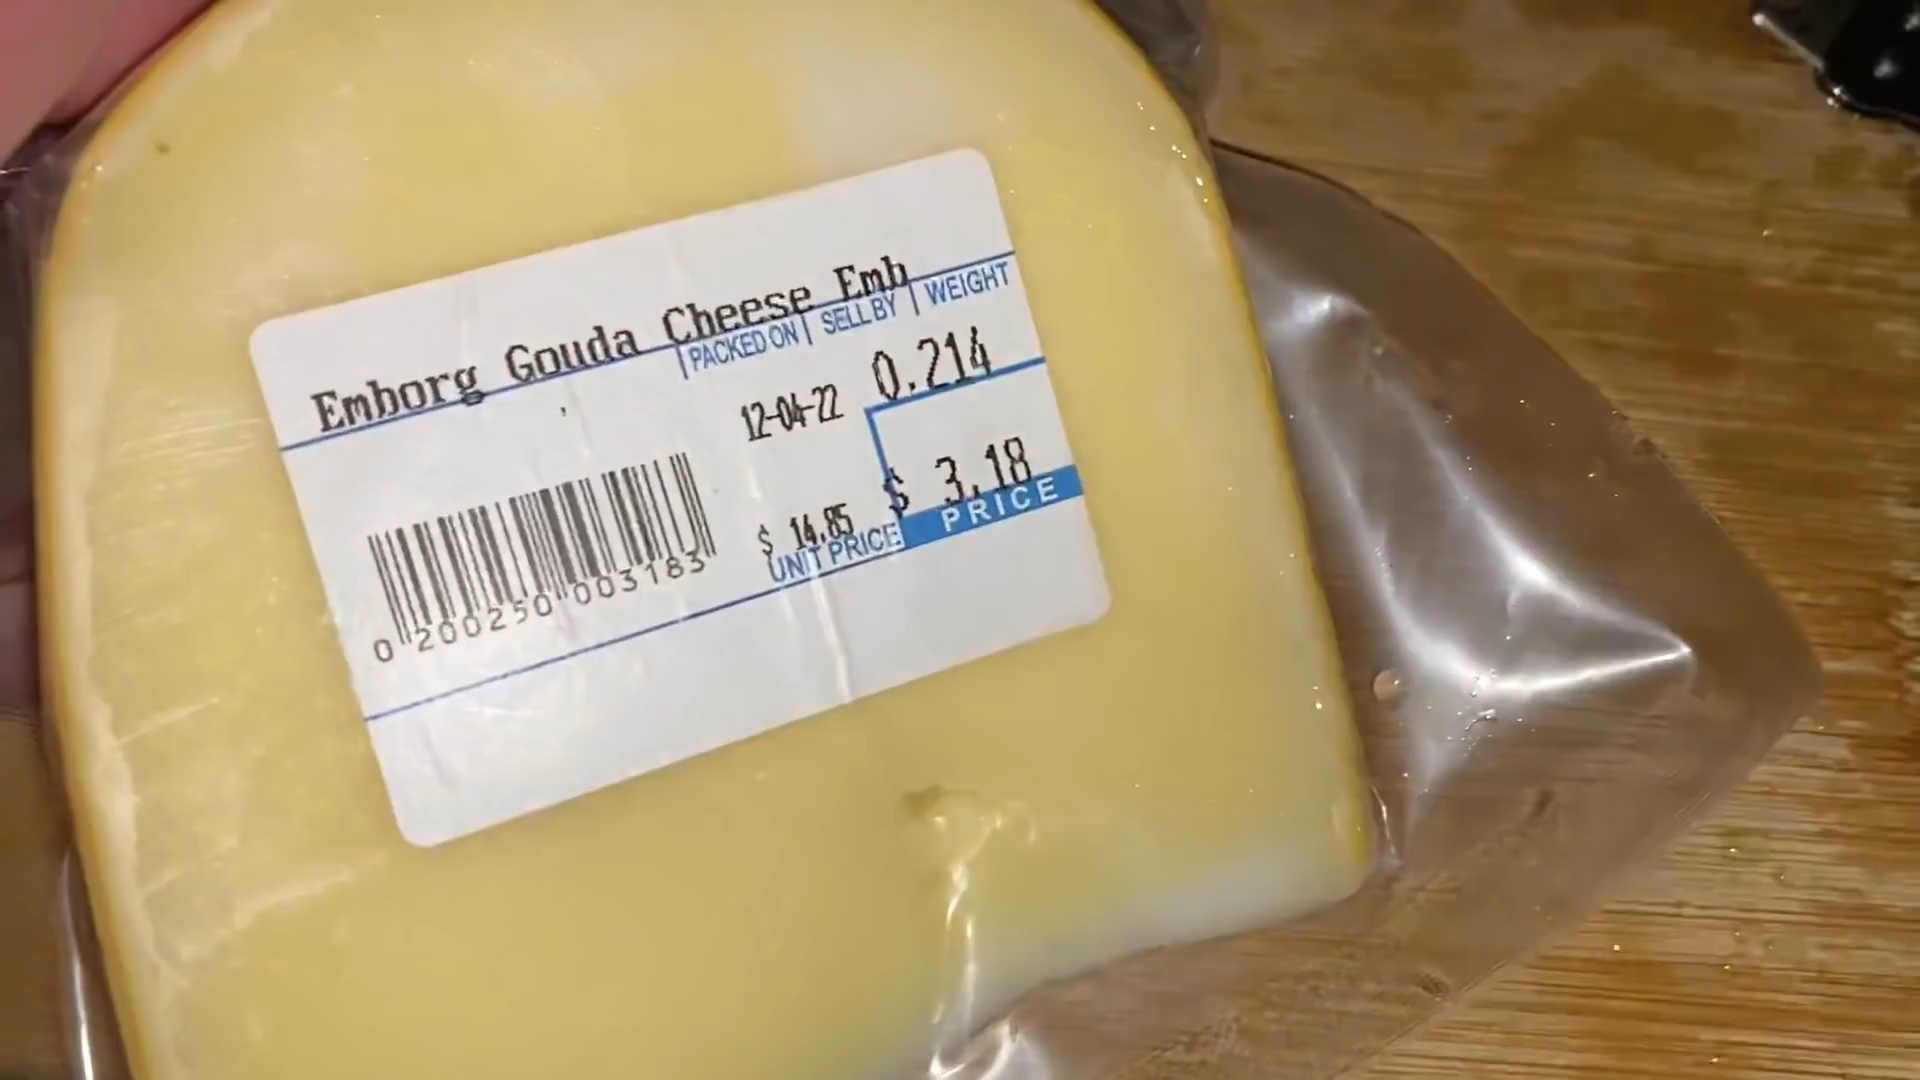 Emborg Gouda Cheese Emb
PACKED ON SELL BY WEIGHT
12-04-22 0.214
$ 14.85 $ 3.18
UNIT PRICE PRICE
0 200250 003183